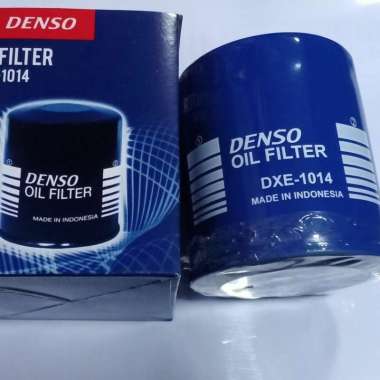 DENSO
FILTER
-1014
DENSO
OIL FILTER
MADE IN INDONESIA
DENSO
OIL FILTER
DXE-1014
MADE IN INDONESIA